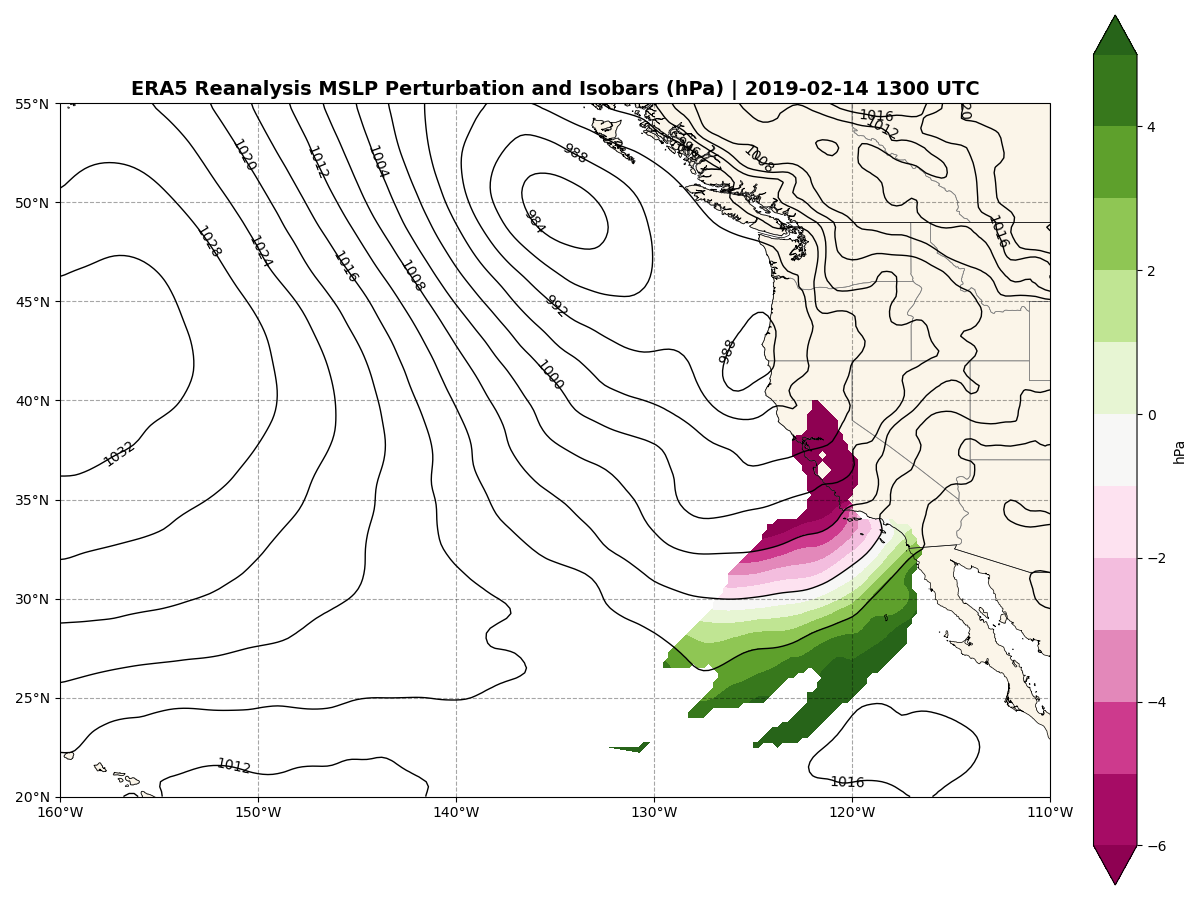 ERA5 Reanalysis MSLP Perturbation and Isobars (hPa) | 2019-02-14 1300 UTC
55°N
50°N
45°N
40°N
35°N
30°N
25°N
20°N
160°W 150°W 140°W 130°W 120°W 110°W
1020
1012
1004
988
996
1008
1016
1012
1028
1024
1016
1008
984
992
1000
988
1016
1032
1012
1016
4
2
0
−2
−4
−6
hPa